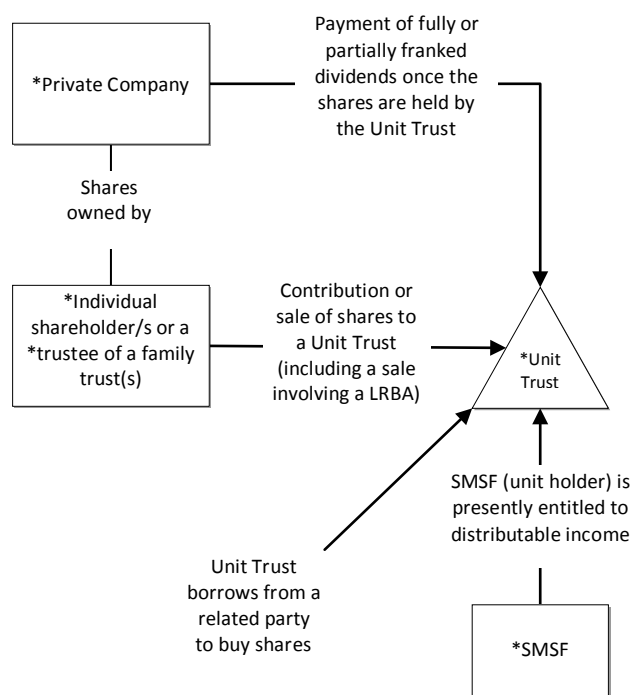 Payment of fully or
partially franked
dividends once the
shares are held by
the Unit Trust
*Private Company
Shares
owned by
*Individual
shareholder/s or a
*trustee of a family
trust(s)
Contribution or
sale of shares to
a Unit Trust
(including a sale
involving a LRBA)
*Unit
Trust
SMSF (unit holder) is
presently entitled to
distributable income
Unit Trust
borrows from a
related party
to buy shares
*SMSF